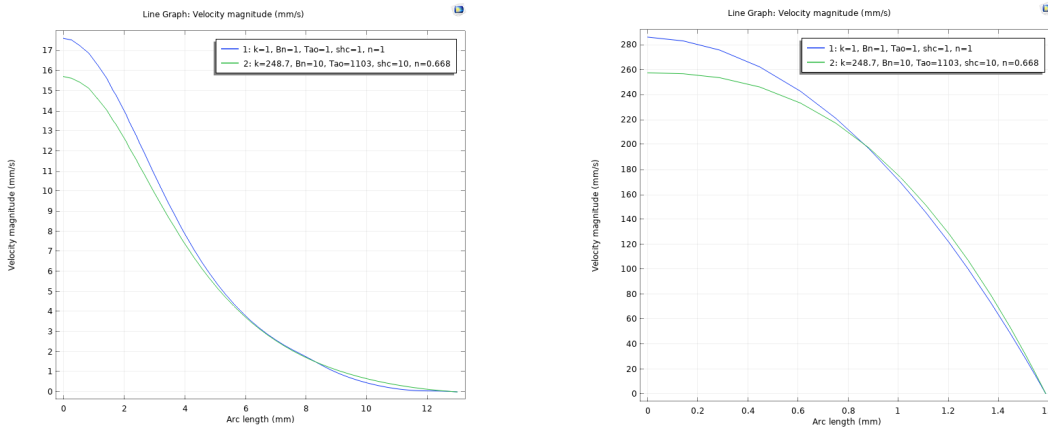 Line Graph: Velocity magnitude (mm/s)
1: k=1, Bn=1, Tao=1, shc=1, n=1
2: k=248.7, Bn=10, Tao=1103, shc=10, n=0.668
Velocity magnitude (mm/s)
17
16
15
14
13
12
11
10
9
8
7
6
5
4
3
2
1
0
0 2 4 6 8 10 12
Arc length (mm)
Line Graph: Velocity magnitude (mm/s)
1: k=1, Bn=1, Tao=1, shc=1, n=1
2: k=248.7, Bn=10, Tao=1103, shc=10, n=0.668
Velocity magnitude (mm/s)
280
260
240
220
200
180
160
140
120
100
80
60
40
20
0
0 0.2 0.4 0.6 0.8 1 1.2 1.4
Arc length (mm)